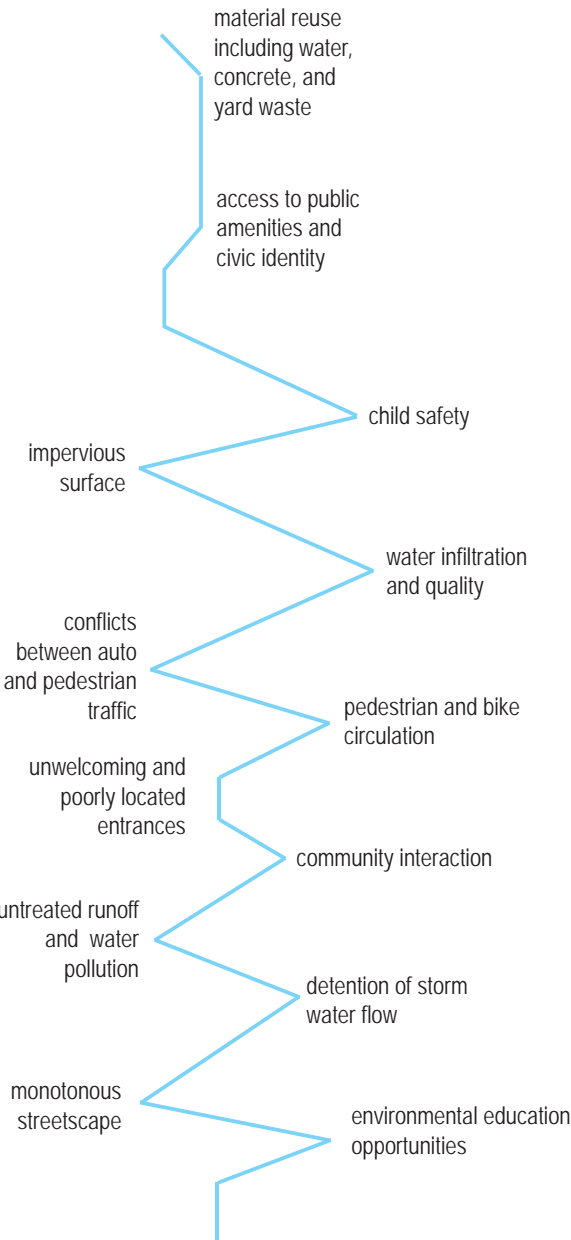 material reuse
including water,
concrete, and
yard waste
access to public
amenities and
civic identity
child safety
impervious
surface
water infiltration
and quality
conflicts
between auto
and pedestrian
traffic
pedestrian and bike
circulation
unwelcoming and
poorly located
entrances
community interaction
untreated runoff
and water
pollution
detention of storm
water flow
monotonous
streetscape
environmental education
opportunities